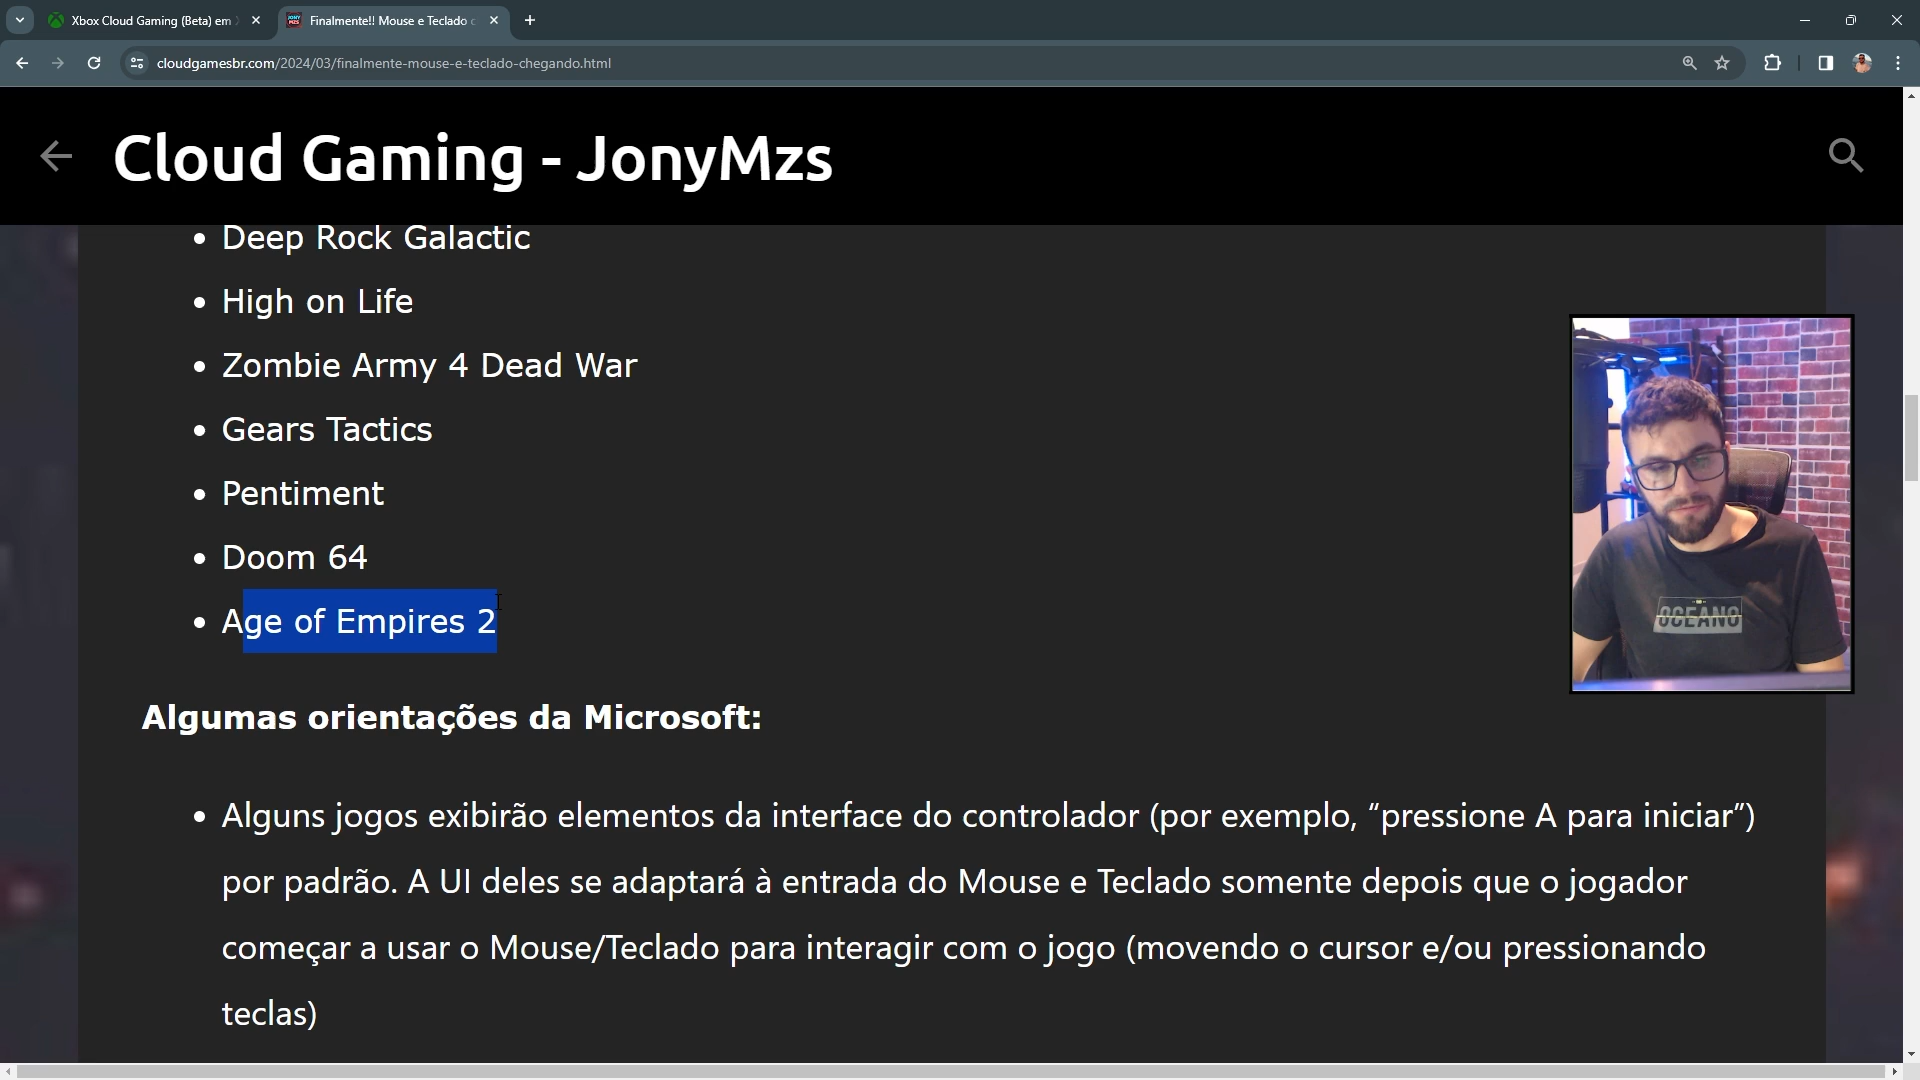 Xbox Cloud Gaming (Beta) em
Finalmente!! Mouse e Teclado
cloudgamesbr.com/2024/03/finalmente-mouse-e-teclado-chegando.html
Cloud Gaming - JonyMzs
• Deep Rock Galactic
• High on Life
• Zombie Army 4 Dead War
• Gears Tactics
• Pentiment
• Doom 64
• Age of Empires 2
OCEANO
Algumas orientações da Microsoft:
• Alguns jogos exibirão elementos da interface do controlador (por exemplo, “pressione A para iniciar”)
por padrão. A UI deles se adaptará à entrada do Mouse e Teclado somente depois que o jogador
começar a usar o Mouse/Teclado para interagir com o jogo (movendo o cursor e/ou pressionando
teclas)